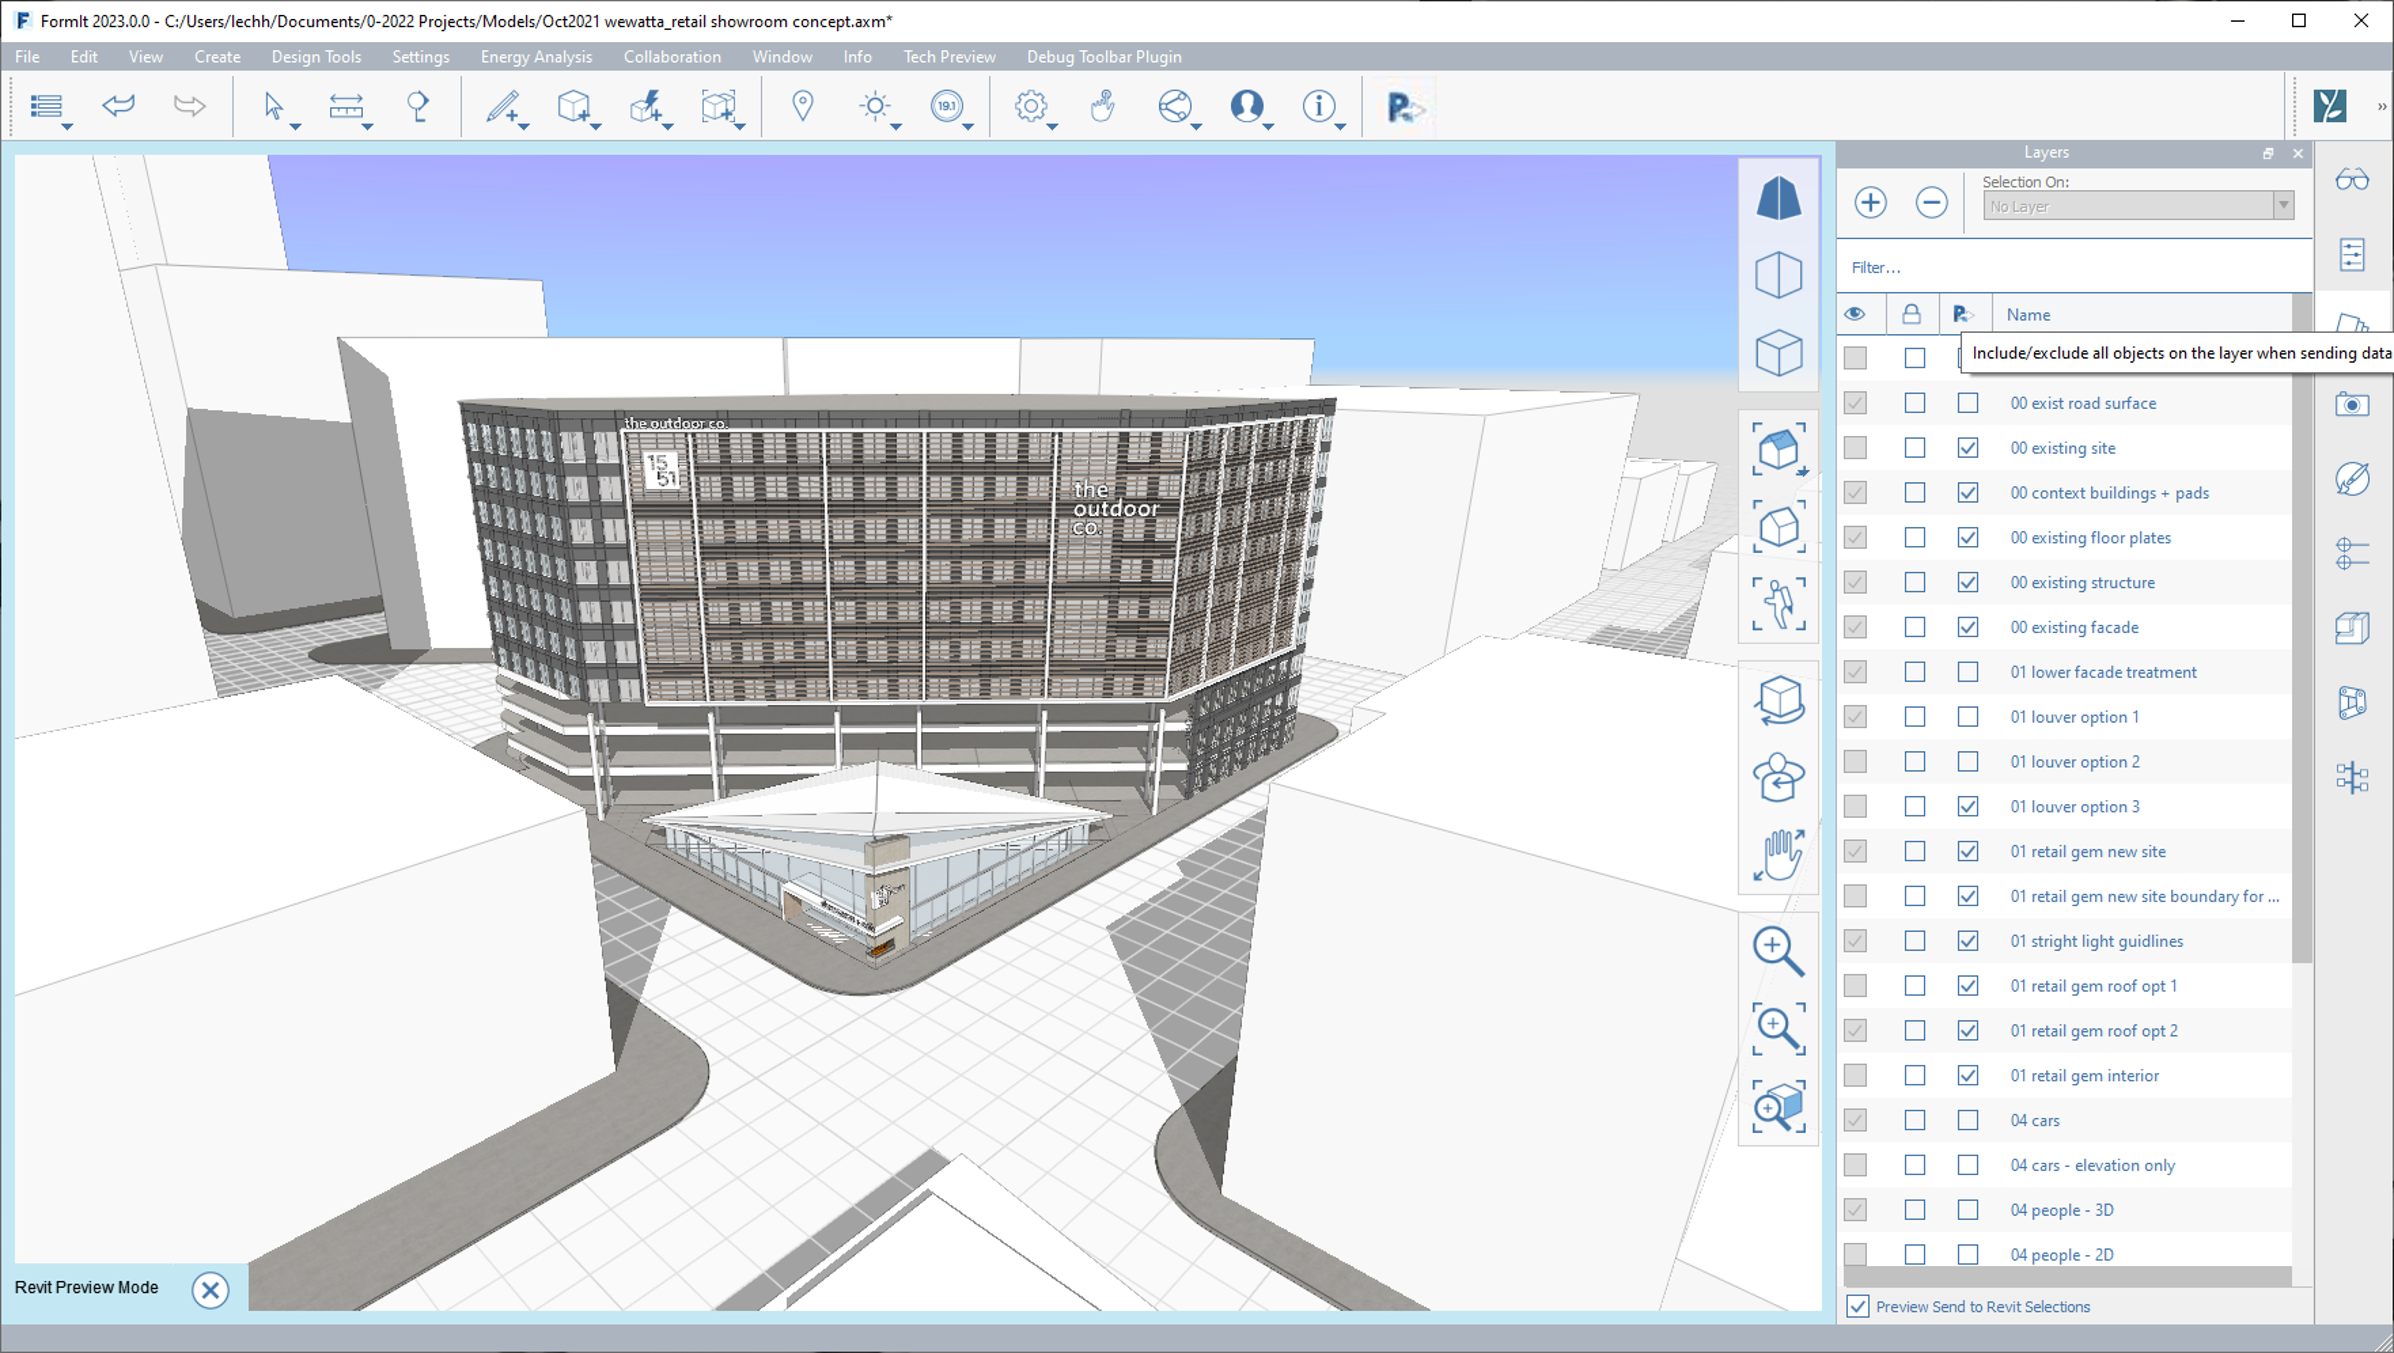 FormIt 2023.0.0 - C:/Users/lechh/Documents/0-2022 Projects/Models/Oct2021 wewatta_retail showroom concept.axm*
File Edit View Create Design Tools Settings Energy Analysis Collaboration Window Info Tech Preview Debug Toolbar Plugin
19.1
Layers
Selection On:
No Layer
Filter...
Name
Include/exclude all objects on the layer when sending data
00 exist road surface
00 existing site
00 context buildings + pads
00 existing floor plates
00 existing structure
00 existing facade
01 lower facade treatment
01 louver option 1
01 louver option 2
01 louver option 3
01 retail gem new site
01 retail gem new site boundary for ...
01 stright light guidlines
01 retail gem roof opt 1
01 retail gem roof opt 2
01 retail gem interior
04 cars
04 cars - elevation only
04 people - 3D
04 people - 2D
Preview Send to Revit Selections
the outdoor co.
15
51
the
outdoor
co.
Revit Preview Mode